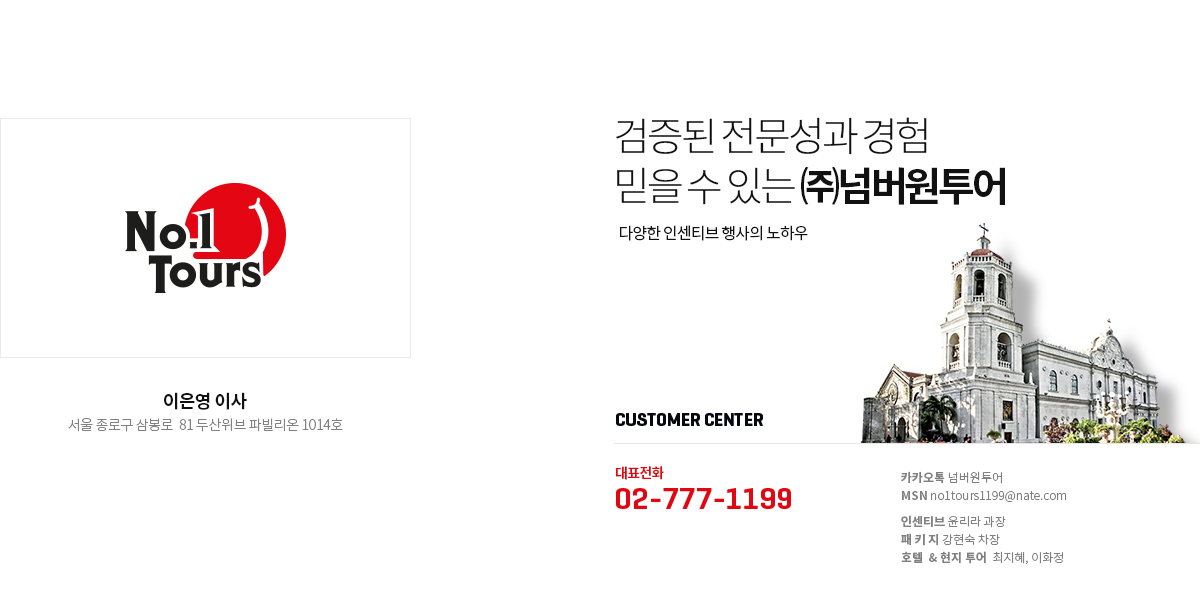 No.1
Tours
이은영 이사
서울 종로구 삼봉로 81 두산위브 파빌리온 1014호
검증된 전문성과 경험
믿을 수 있는 ㈜넘버원투어
다양한 인센티브 행사의 노하우
CUSTOMER CENTER
대표전화
02-777-1199
카카오톡 넘버원투어
MSN no1tours1199@nate.com
인센티브 윤리라 과장
패 키 지 강현숙 차장
호텔 & 현지 투어 최지혜, 이화정